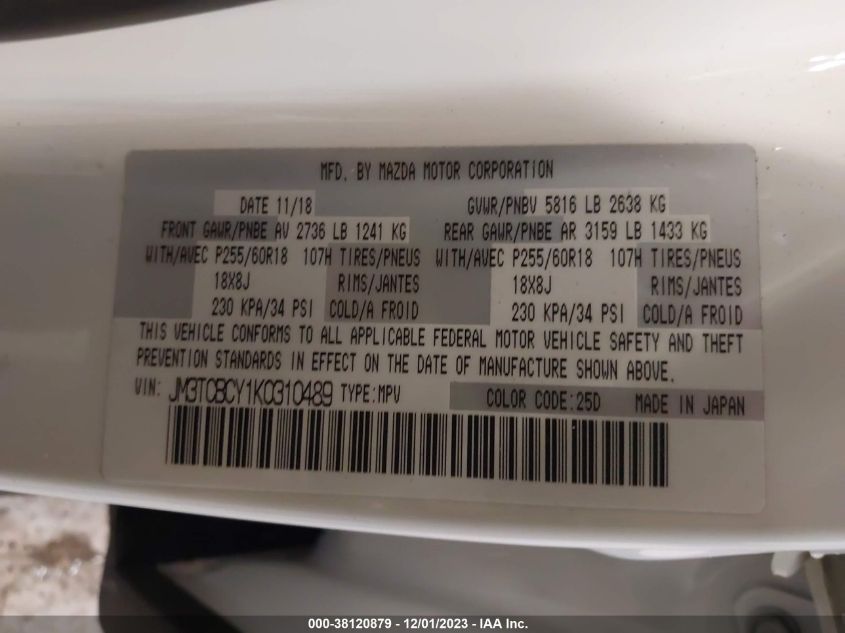 MFD. BY MAZDA MOTOR CORPORATION
DATE 11/18 GVWR/PNBV 5816 LB 2638 KG
FRONT GAWR/PNBE AV 2736 LB 1241 KG REAR GAWR/PNBE AR 3159 LB 1433 KG
WITH/AVEC P255/60R18 107H TIRES/PNEUS WITH/AVEC P255/60R18 107H TIRES/PNEUS
18X8J RIMS/JANTES 18X8J RIMS/JANTES
230 KPA/34 PSI COLD/A FROID 230 KPA/34 PSI COLD/A FROID
THIS VEHICLE CONFORMS TO ALL APPLICABLE FEDERAL MOTOR VEHICLE SAFETY AND THEFT
PREVENTION STANDARDS IN EFFECT ON THE DATE OF MANUFACTURE SHOWN ABOVE.
VIN: JM3TCBCY1K0310489 TYPE:MPV COLOR CODE:25D MADE IN JAPAN
000-38120879 - 12/01/2023 - IAA Inc.